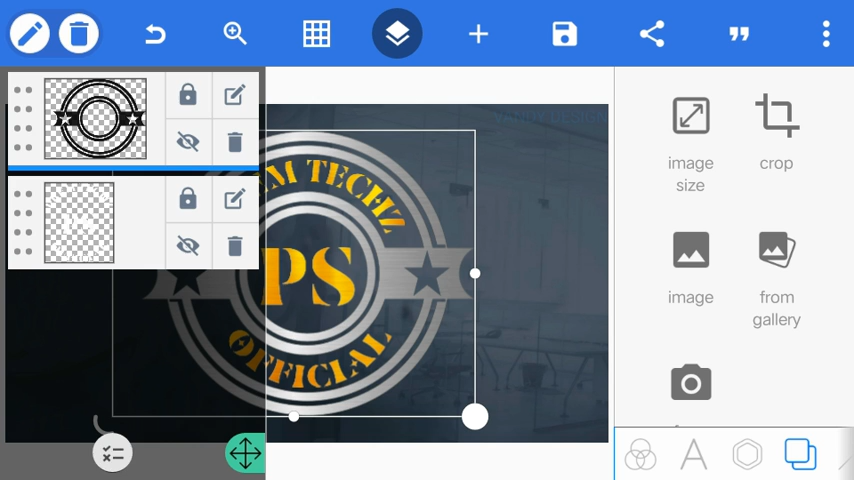 image
size
crop
M TECHZ
PS
OFFICIAL
image
from
gallery